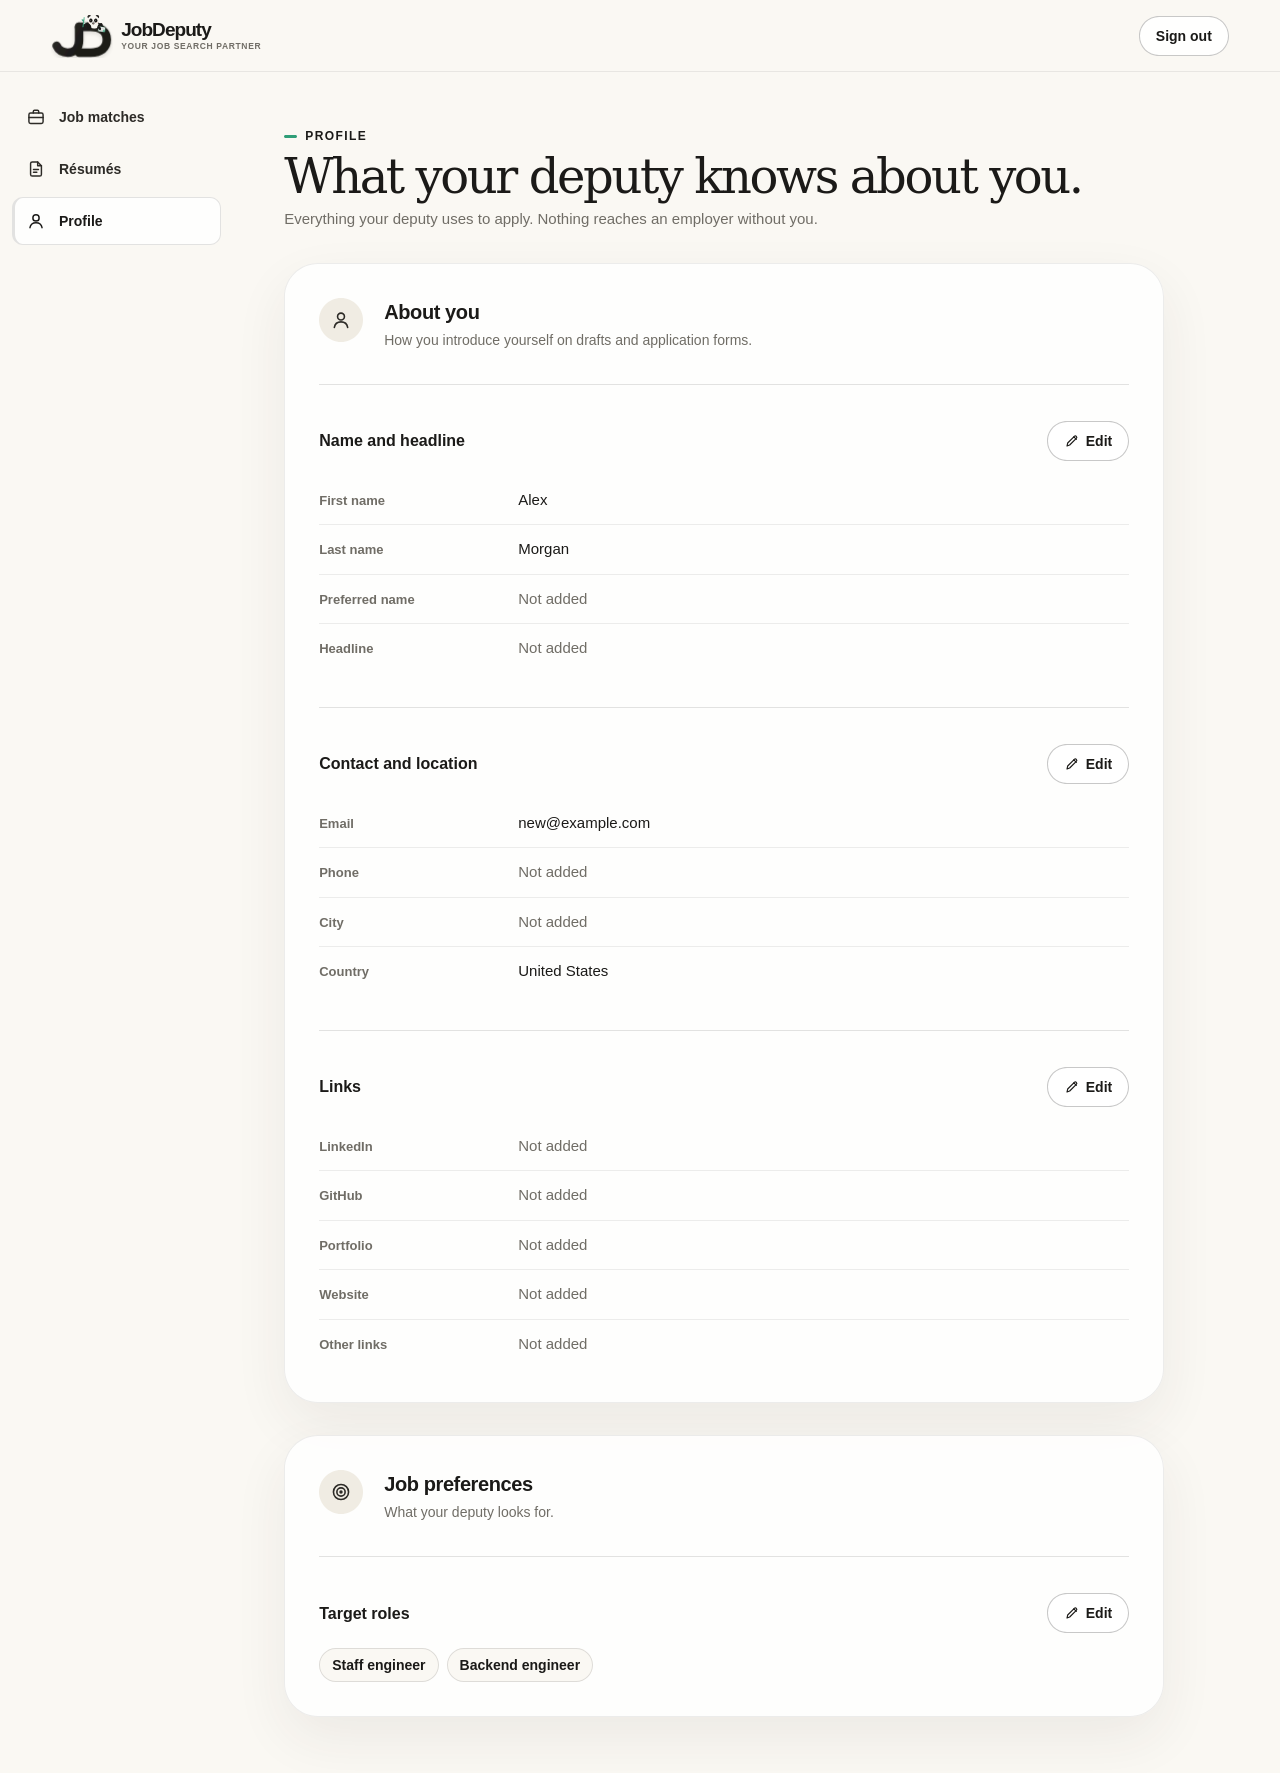 JobDeputy
YOUR JOB SEARCH PARTNER
Sign out
Job matches
Résumés
Profile
PROFILE
What your deputy knows about you.
Everything your deputy uses to apply. Nothing reaches an employer without you.
About you
How you introduce yourself on drafts and application forms.
Name and headline
Edit
First name Alex
Last name Morgan
Preferred name Not added
Headline Not added
Contact and location
Edit
Email new@example.com
Phone Not added
City Not added
Country United States
Links
Edit
LinkedIn Not added
GitHub Not added
Portfolio Not added
Website Not added
Other links Not added
Job preferences
What your deputy looks for.
Target roles
Edit
Staff engineer Backend engineer